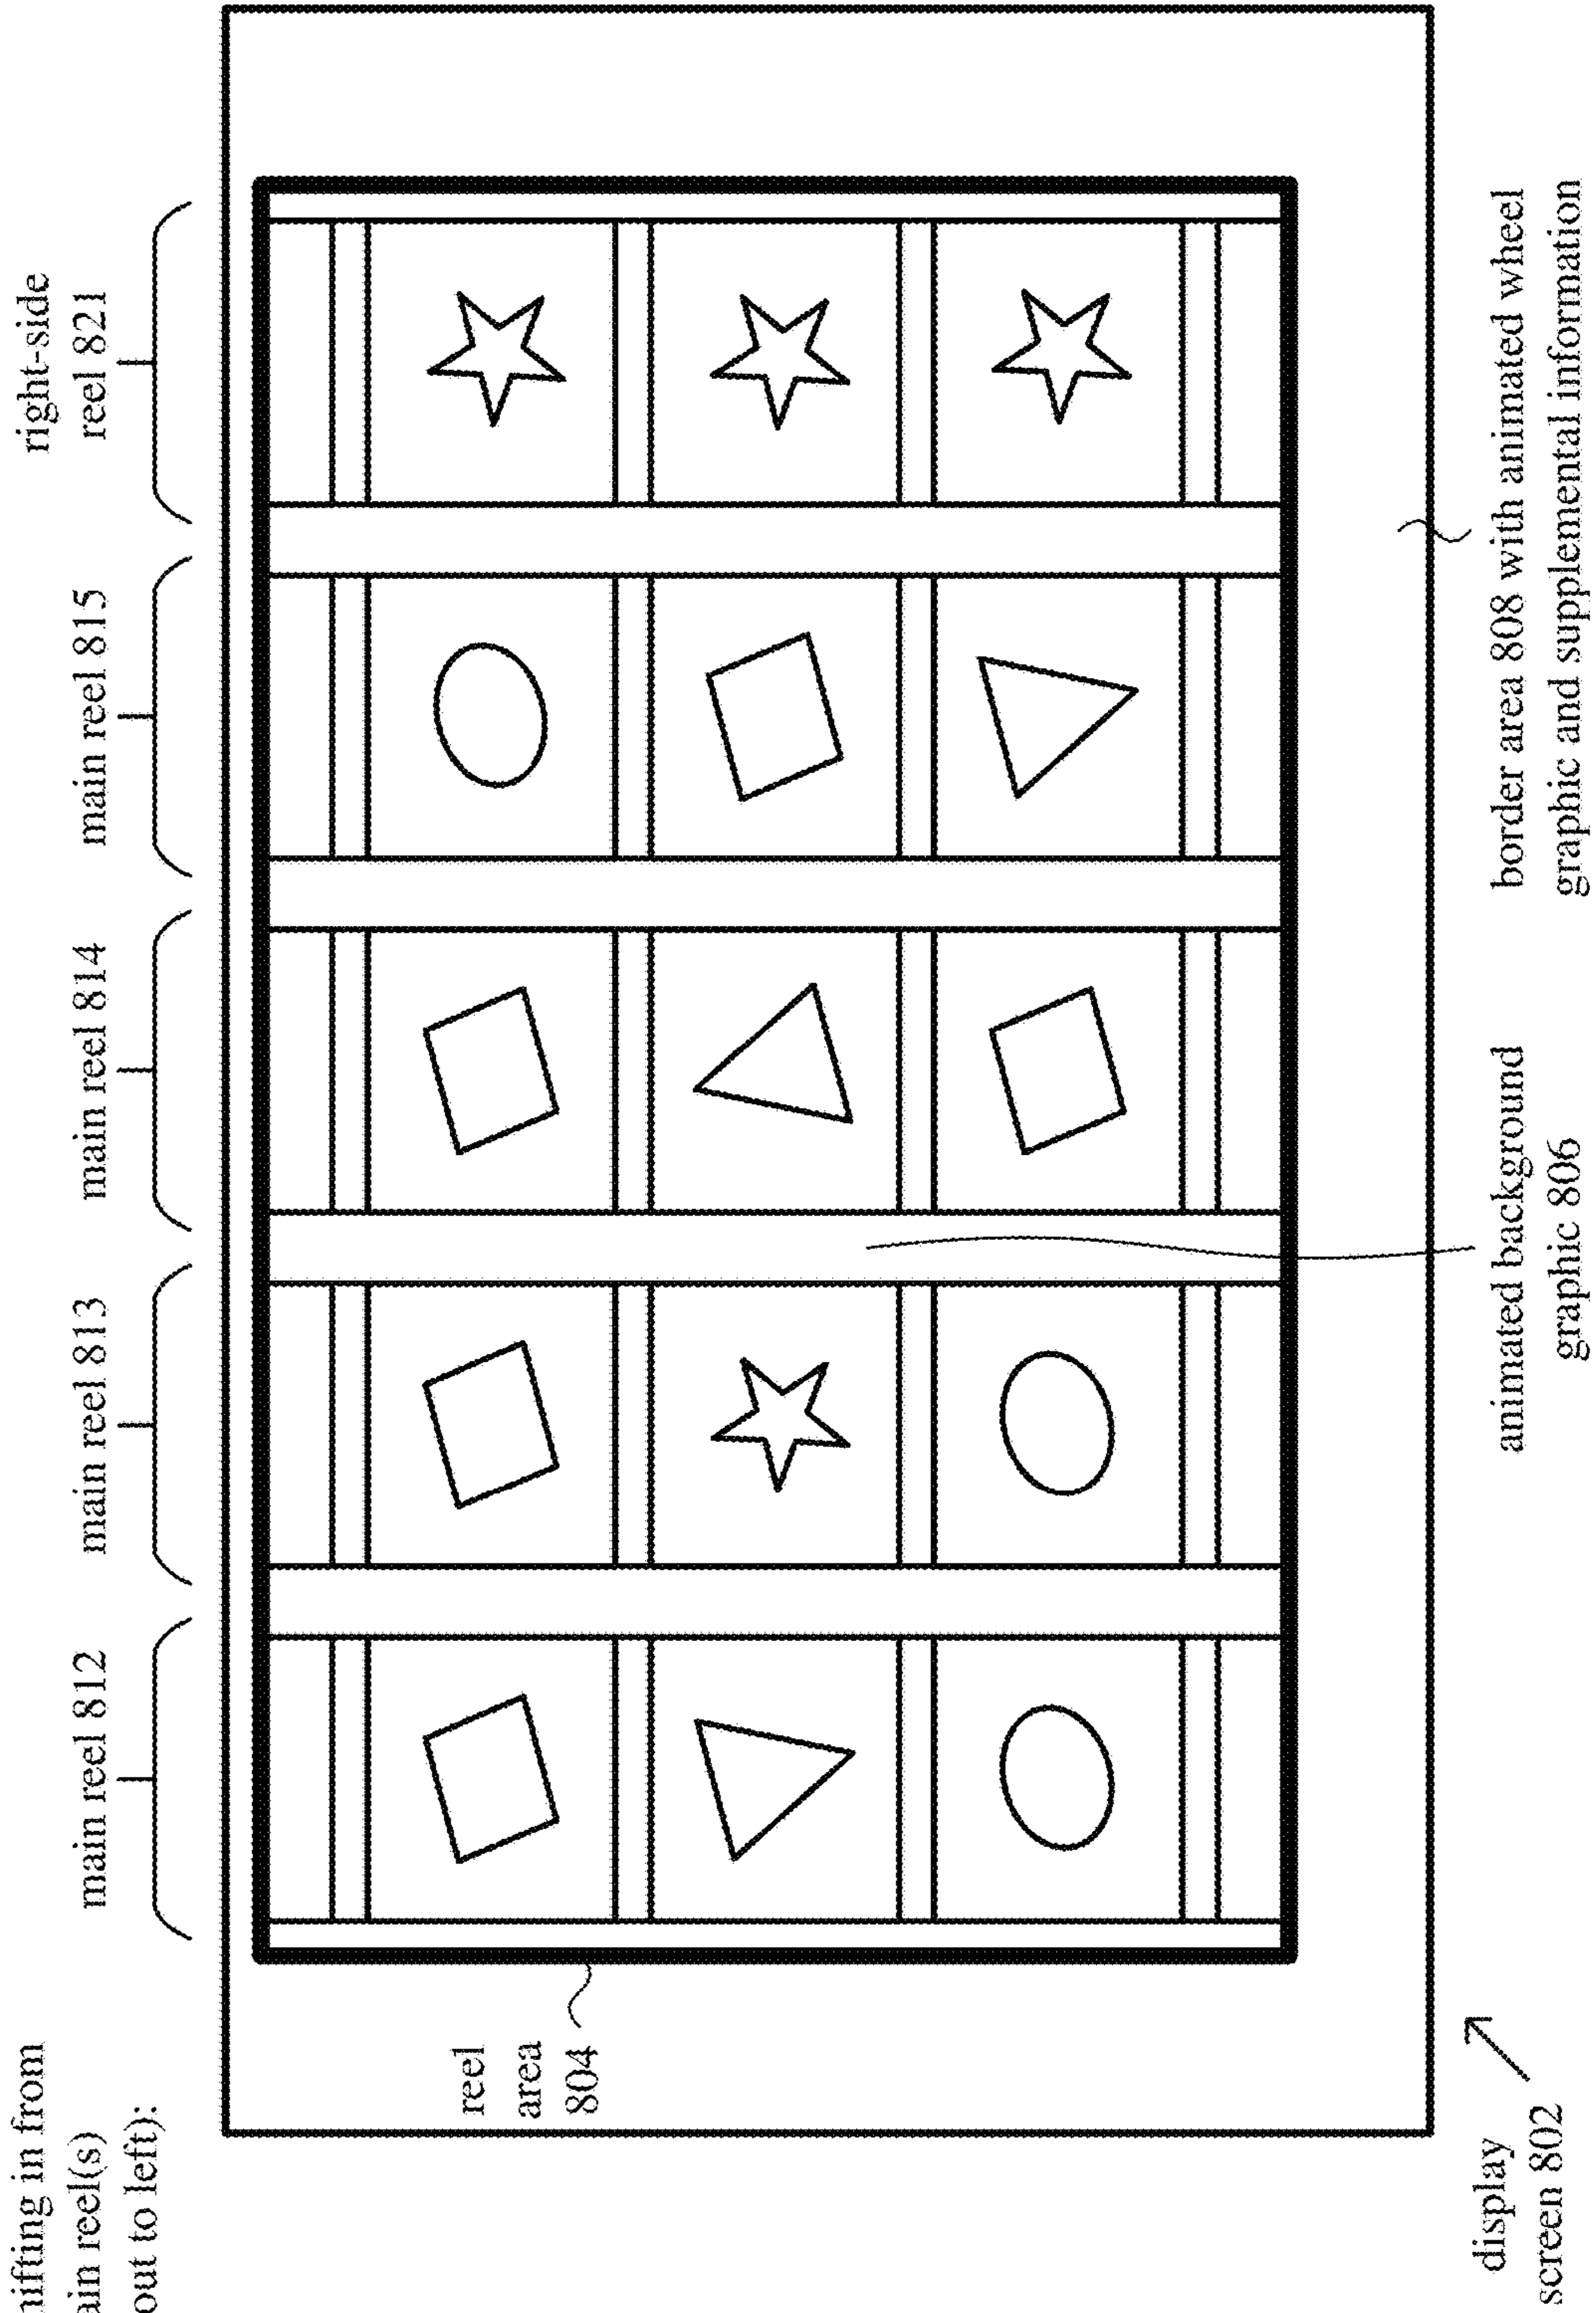 in from
reel(s)
out to left):
main reel 812
main reel 813
main reel 814
main reel 815
right-side
reel 821
reel
area
804
display
screen 802
animated background
graphic 806
border area 808 with animated wheel
graphic and supplemental information